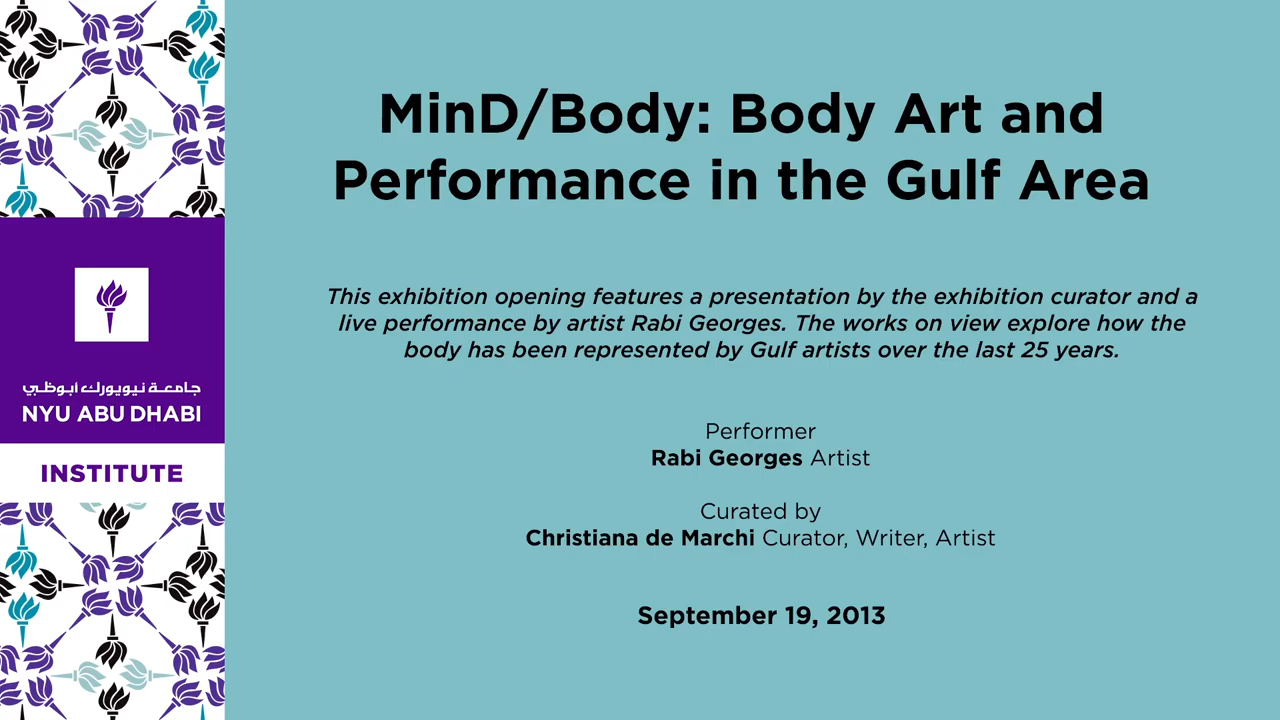 MinD/Body: Body Art and
Performance in the Gulf Area
This exhibition opening features a presentation by the exhibition curator and a
live performance by artist Rabi Georges. The works on view explore how the
body has been represented by Gulf artists over the last 25 years.
Performer
Rabi Georges Artist
Curated by
Christiana de Marchi Curator, Writer, Artist
September 19, 2013
جامعة نيويورك أبوظبي
NYU ABU DHABI
INSTITUTE